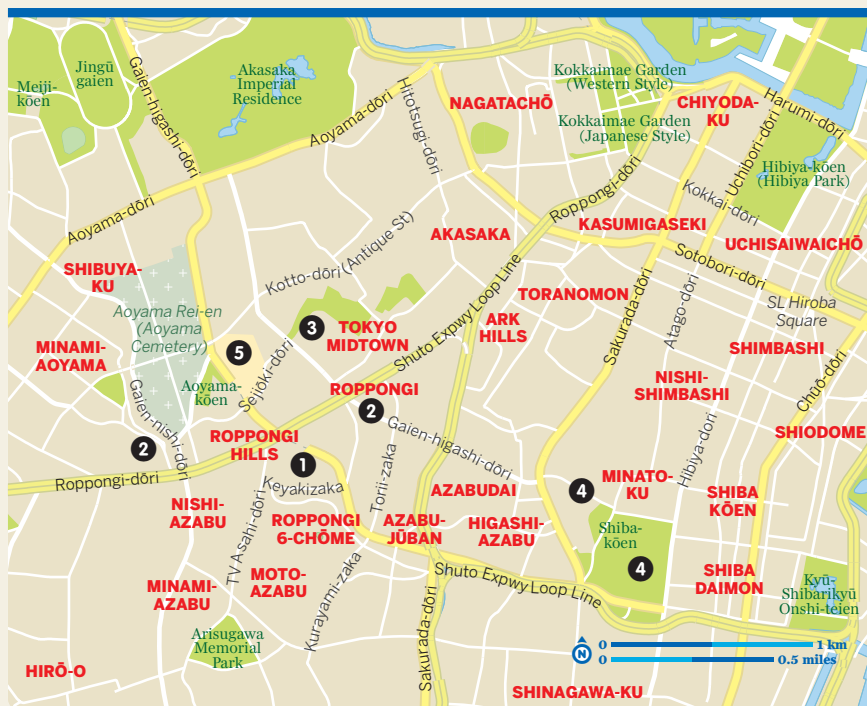 Meiji-
kōen
Jingū
gaien
Gaien-higashi-dōri
Akasaka
Imperial
Residence
Aoyama-dōri
Hitotsugi-dōri
NAGATACHŌ
Kokkaimae Garden
(Western Style)
Kokkaimae Garden
(Japanese Style)
CHIYODA-
KU
Harumi-dōri
Uchibori-dōri
Hibiya-kōen
(Hibiya Park)
Kokkai-dōri
Roppongi-dōri
Aoyama-dōri
KASUMIGASEKI
UCHISAIWAICHŌ
Sotobori-dōri
AKASAKA
Kotto-dōri (Antique St)
SHIBUYA-
KU
Aoyama Rei-en
(Aoyama
Cemetery)
MINAMI-
AOYAMA
5
Aoyama-
kōen
Seijōki-dōri
3
TOKYO
MIDTOWN
Shuto Expwy Loop Line
ARK
HILLS
TORANOMON
Sakurada-dōri
Atago-dōri
SL Hiroba
Square
SHIMBASHI
NISHI-
SHIMBASHI
Chūō-dōri
SHIODOME
ROPPONGI
2
Gaien-higashi-dōri
Gaien-nishi-dōri
2
Roppongi-dōri
ROPPONGI
HILLS
1
Keyakizaka
Torii-zaka
AZABUDAI
4
MINATO-
KU
Hibiya-dori
SHIBA
KŌEN
NISHI-
AZABU
TV Asahi-dōri
ROPPONGI
6-CHŌME
AZABU-
JŪBAN
HIGASHI-
AZABU
Shiba-
kōen
4
SHIBA
DAIMON
Kyū-
Shibarikyū
Onshi-teien
MINAMI-
AZABU
MOTO-
AZABU
Kurayami-zaka
Shuto Expwy Loop Line
Arisugawa
Memorial
Park
Sakurada-dōri
HIRŌ-O
SHINAGAWA-KU
N
0 1 km
0 0.5 miles